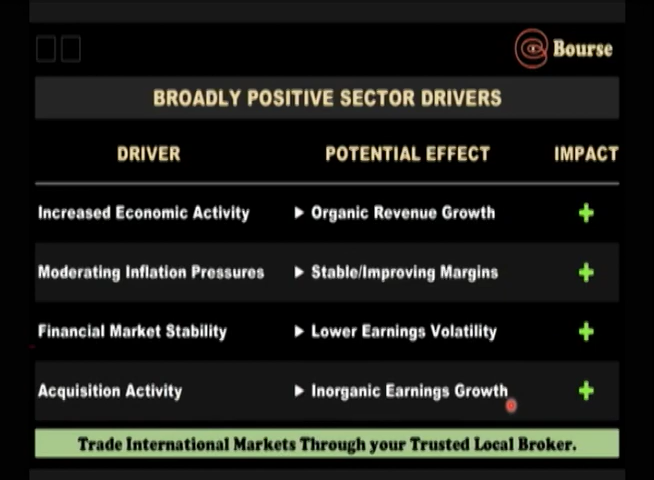 Bourse
BROADLY POSITIVE SECTOR DRIVERS
DRIVER POTENTIAL EFFECT IMPACT
Increased Economic Activity ▶ Organic Revenue Growth +
Moderating Inflation Pressures ▶ Stable/Improving Margins +
Financial Market Stability ▶ Lower Earnings Volatility +
Acquisition Activity ▶ Inorganic Earnings Growth +
Trade International Markets Through your Trusted Local Broker.